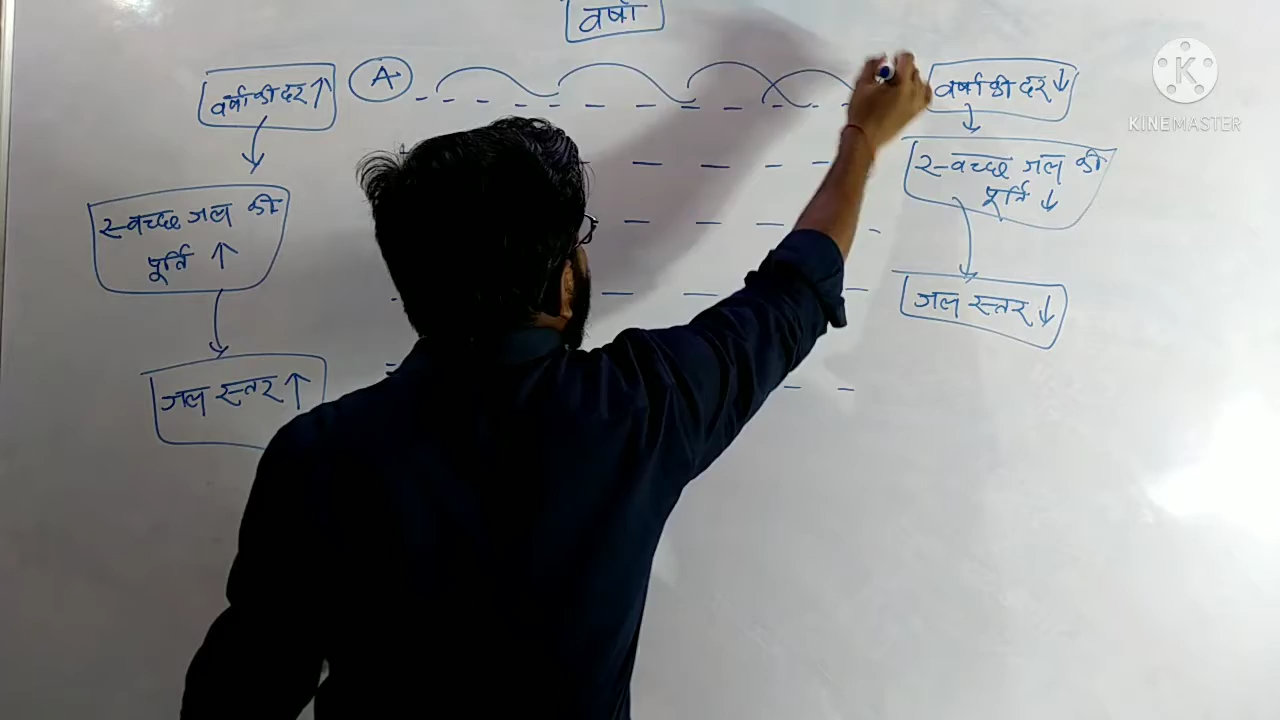 वर्षा
वर्षा की दर ↑
A
वर्षा की दर ↓
स्वच्छ जल की
पूर्ति ↓
स्वच्छ जल की
पूर्ति ↑
जल स्तर ↓
जल स्तर ↑
K
KINEMASTER